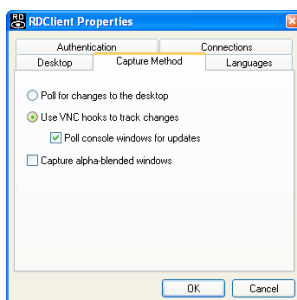 RD RDClient Properties
Authentication Connections
Desktop Capture Method Languages
Poll for changes to the desktop
Use VNC hooks to track changes
Poll console windows for updates
Capture alpha-blended windows
OK Cancel